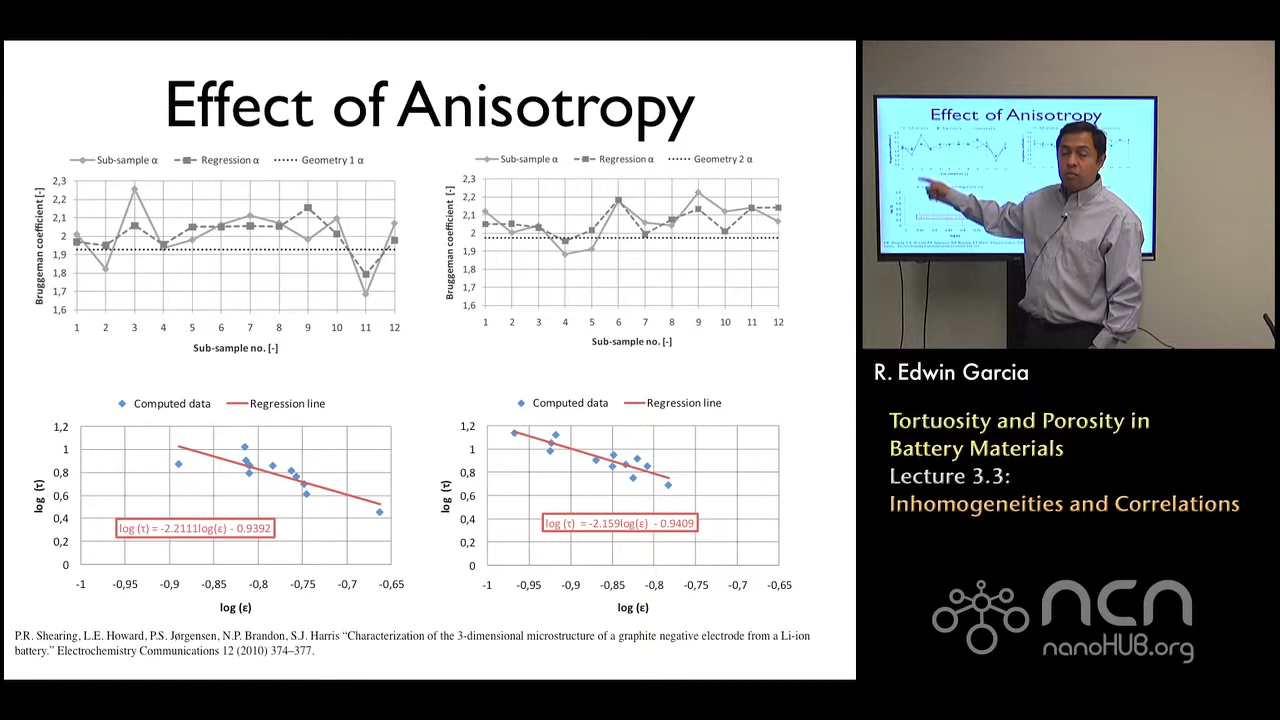 Effect of Anisotropy
Sub-sample α Regression α Geometry 1 α
Bruggeman coefficient [-]
2,3
2,2
2,1
2
1,9
1,8
1,7
1,6
1 2 3 4 5 6 7 8 9 10 11 12
Sub-sample no. [-]
Sub-sample α Regression α Geometry 2 α
Bruggeman coefficient [-]
2,3
2,2
2,1
2
1,9
1,8
1,7
1,6
1 2 3 4 5 6 7 8 9 10 11 12
Sub-sample no. [-]
Computed data Regression line
log (τ)
1,2
1
0,8
0,6
0,4
0,2
0
log (τ) = -2.2111log(ε) - 0.9392
-1 -0,95 -0,9 -0,85 -0,8 -0,75 -0,7 -0,65
log (ε)
Computed data Regression line
log (τ)
1,2
1
0,8
0,6
0,4
0,2
0
log (τ) = -2.159log(ε) - 0.9409
-1 -0,95 -0,9 -0,85 -0,8 -0,75 -0,7 -0,65
log (ε)
P.R. Shearing, L.E. Howard, P.S. Jørgensen, N.P. Brandon, S.J. Harris “Characterization of the 3-dimensional microstructure of a graphite negative electrode from a Li-ion
battery.” Electrochemistry Communications 12 (2010) 374–377.
Effect of Anisotropy
R. Edwin Garcia
Tortuosity and Porosity in
Battery Materials
Lecture 3.3:
Inhomogeneities and Correlations
ncn
nanoHUB.org